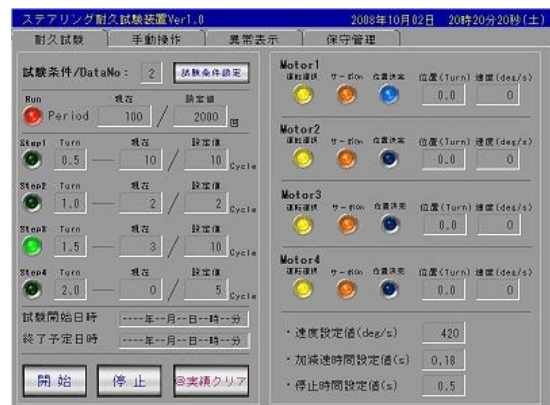 ステアリング耐久試験装置Ver1.0 2008年10月02日 20時20分20秒(土)
耐久試験 手動操作 異常表示 保守管理
試験条件/DataNo: 2 試験条件設定
Run 現在 設定値
Period 100 / 2000 回
Step1 Turn 現在 設定値
0.5 10 / 10 Cycle
Step2 Turn 現在 設定値
1.0 2 / 2 Cycle
Step3 Turn 現在 設定値
1.5 3 / 10 Cycle
Step4 Turn 現在 設定値
2.0 0 / 5 Cycle
試験開始日時 ----年--月--日--時--分
終了予定日時 ----年--月--日--時--分
開始 停止 @実績クリア
Motor1
運転選択 サーボon 位置決完 位置(Turn) 速度(deg/s)
0.0 0
Motor2
運転選択 サーボon 位置決完 位置(Turn) 速度(deg/s)
0.0 0
Motor3
運転選択 サーボon 位置決完 位置(Turn) 速度(deg/s)
0.0 0
Motor4
運転選択 サーボon 位置決完 位置(Turn) 速度(deg/s)
0.0 0
・速度設定値(deg/s) 420
・加減速時間設定値(s) 0.18
・停止時間設定値(s) 0.5